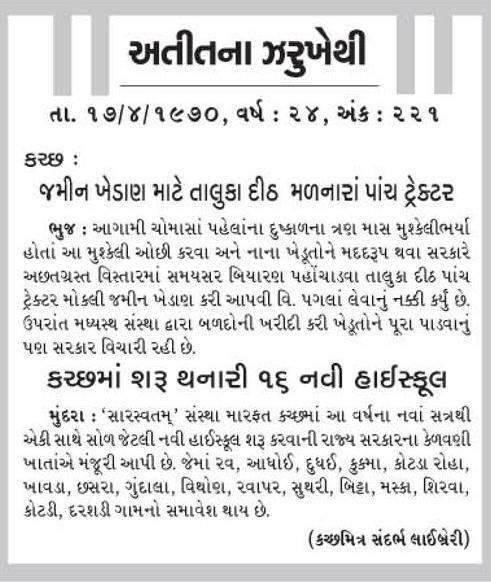 અતીતના ઝરુખેથી
તા. ૧૭/૪/૧૯૭૦, વર્ષ : ૨૪, અંક : ૨૨૧
કચ્છ :
જમીન ખેડાણ માટે તાલુકા દીઠ મળનારાં પાંચ ટ્રેક્ટર
ભુજ : આગામી ચોમાસાં પહેલાંના દુષ્કાળના ત્રણ માસ મુશ્કેલીભર્યા
હોતાં આ મુશ્કેલી ઓછી કરવા અને નાના ખેડૂતોને મદદરૂપ થવા સરકારે
અછતગ્રસ્ત વિસ્તારમાં સમયસર બિયારણ પહોંચાડવા તાલુકા દીઠ પાંચ
ટ્રેક્ટર મોકલી જમીન ખેડાણ કરી આપવી વિ. પગલાં લેવાનું નક્કી કર્યું છે.
ઉપરાંત મધ્યસ્થ સંસ્થા દ્વારા બળદોની ખરીદી કરી ખેડૂતોને પૂરા પાડવાનું
પણ સરકાર વિચારી રહી છે.
કચ્છમાં શરૂ થનારી ૧૬ નવી હાઈસ્કૂલ
મુંદરા : ‘સારસ્વતમ્’ સંસ્થા મારફત કચ્છમાં આ વર્ષના નવાં સત્રથી
એકી સાથે સોળ જેટલી નવી હાઈસ્કૂલ શરૂ કરવાની રાજ્ય સરકારના કેળવણી
ખાતાંએ મંજૂરી આપી છે. જેમાં રવ, આધોઈ, દુધઈ, કુકમા, કોટડા રોહા,
ખાવડા, છસરા, ગુંદાલા, વિથોણ, રવાપર, સુથરી, બિટ્ટા, મસ્કા, શિરવા,
કોટડી, દરશડી ગામનો સમાવેશ થાય છે.
(કચ્છમિત્ર સંદર્ભ લાઈબ્રેરી)